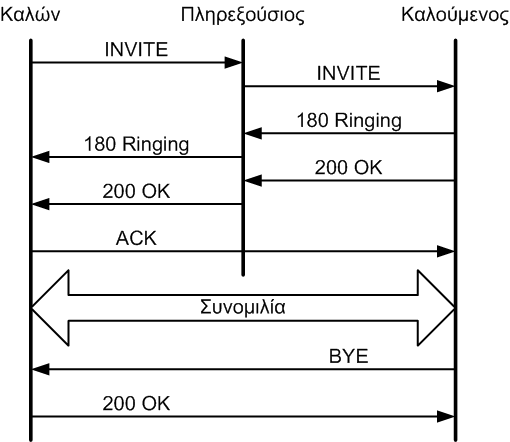 Καλών
Πληρεξούσιος
Καλούμενος
INVITE
INVITE
180 Ringing
180 Ringing
200 OK
200 OK
ACK
Συνομιλία
BYE
200 OK